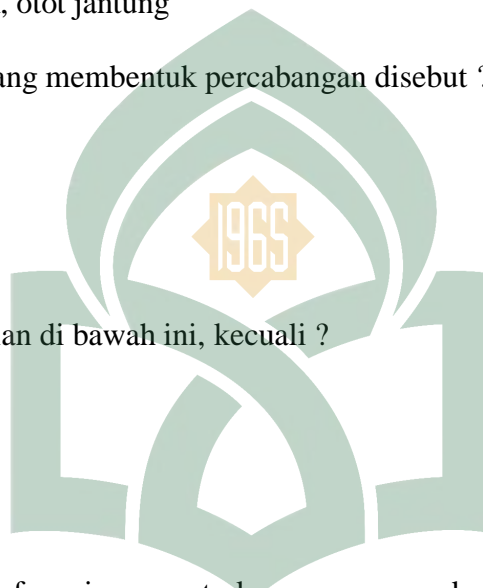 , otot jantung
ang membentuk percabangan disebut ?
1965
an di bawah ini, kecuali ?